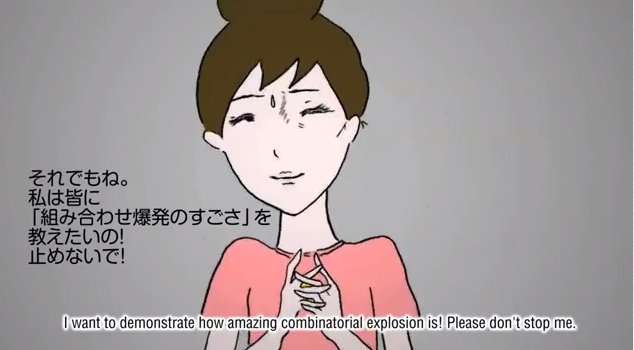 それでもね。
私は皆に
「組み合わせ爆発のすごさ」を
教えたいの!
止めないで!
I want to demonstrate how amazing combinatorial explosion is! Please don't stop me.